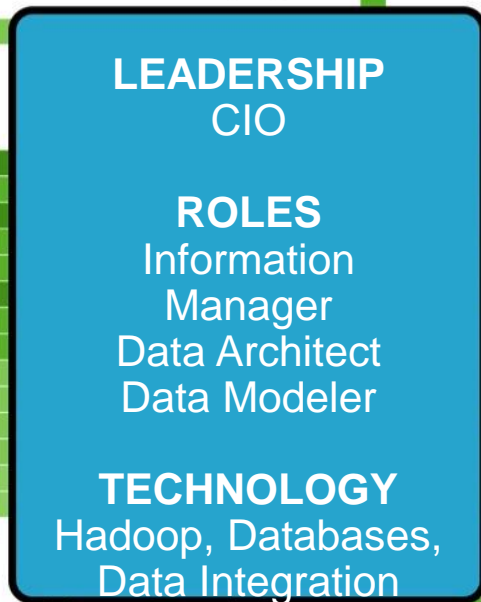 LEADERSHIP
CIO
ROLES
Information
Manager
Data Architect
Data Modeler
TECHNOLOGY
Hadoop, Databases,
Data Integration